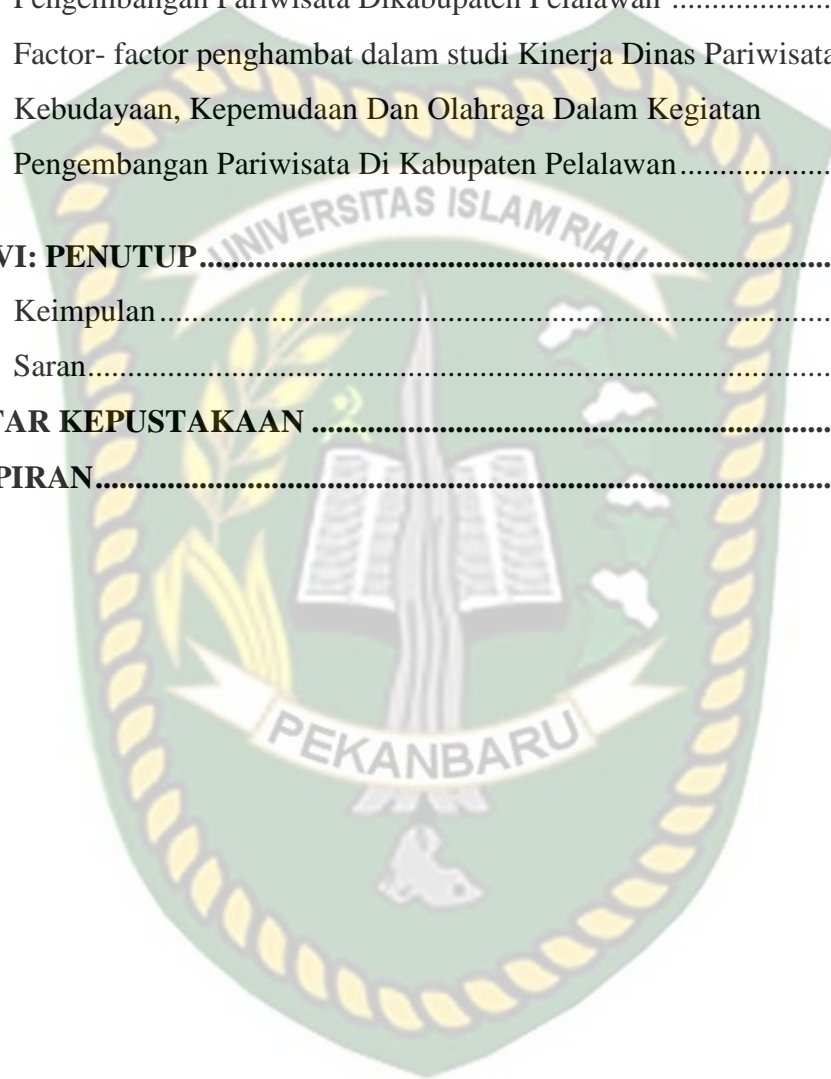 Pengembangan Pariwisata Dikabupaten Pelalawan ....................
Factor- factor penghambat dalam studi Kinerja Dinas Pariwisata
Kebudayaan, Kepemudaan Dan Olahraga Dalam Kegiatan
Pengembangan Pariwisata Di Kabupaten Pelalawan....................
UNIVERSITAS ISLAM RIAU
VI: PENUTUP................................................................................
Keimpulan....................................................................................
Saran............................................................................................
TAR KEPUSTAKAAN ..................................................................
PIRAN............................................................................................
PEKANBARU